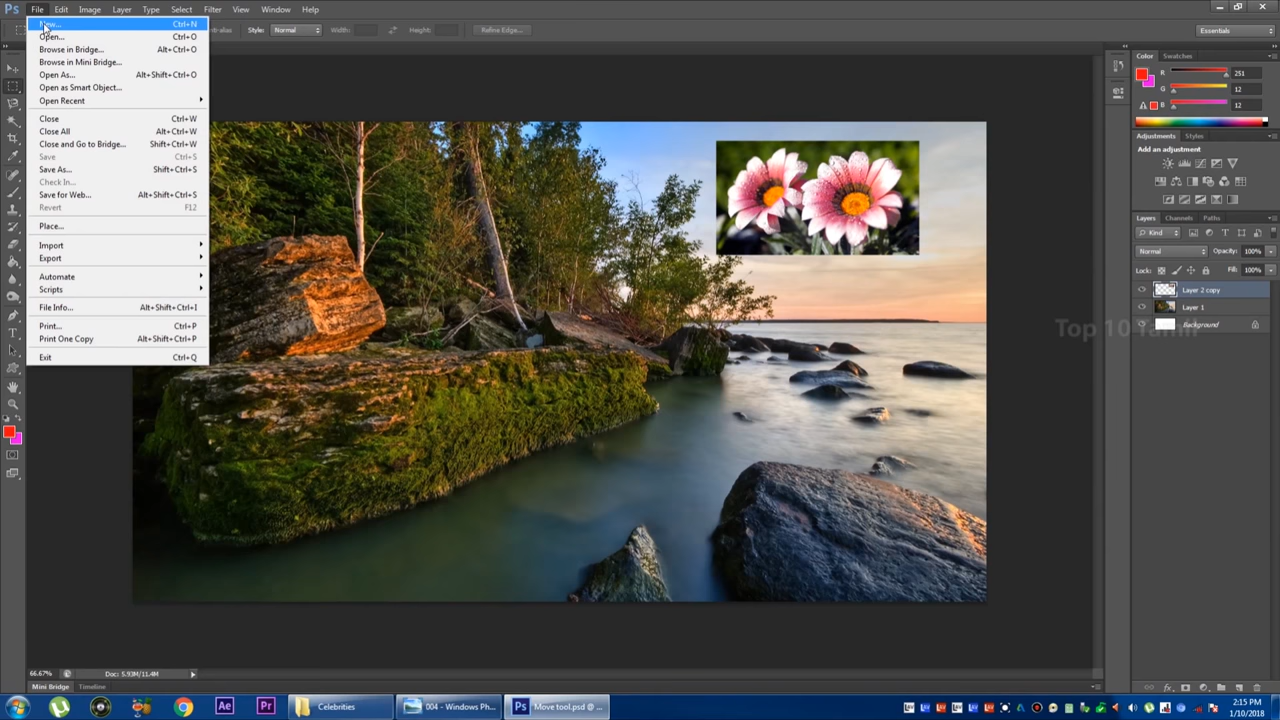 Ps File Edit Image Layer Type Select Filter View Window Help
Style: Normal Width: Height: Refine Edge... Essentials
New... Ctrl+N
Open... Ctrl+O
Browse in Bridge... Alt+Ctrl+O
Browse in Mini Bridge...
Open As... Alt+Shift+Ctrl+O
Open as Smart Object...
Open Recent
Close Ctrl+W
Close All Alt+Ctrl+W
Close and Go to Bridge... Shift+Ctrl+W
Save Ctrl+S
Save As... Shift+Ctrl+S
Check In...
Save for Web... Alt+Shift+Ctrl+S
Revert F12
Place...
Import
Export
Automate
Scripts
File Info... Alt+Shift+Ctrl+I
Print... Ctrl+P
Print One Copy Alt+Shift+Ctrl+P
Exit Ctrl+Q
Color Swatches
R 251
G 12
B 12
Adjustments Styles
Add an adjustment
Layers Channels Paths
Kind
Normal Opacity: 100%
Lock: Fill: 100%
Layer 2 copy
Layer 1
Background
Top 10 Tamil
66.67% Doc: 5.93M/11.4M
Mini Bridge Timeline
Ae Pr Celebrities 004 - Windows Ph... Ps Move tool.psd @ ...
2:15 PM
1/10/2018